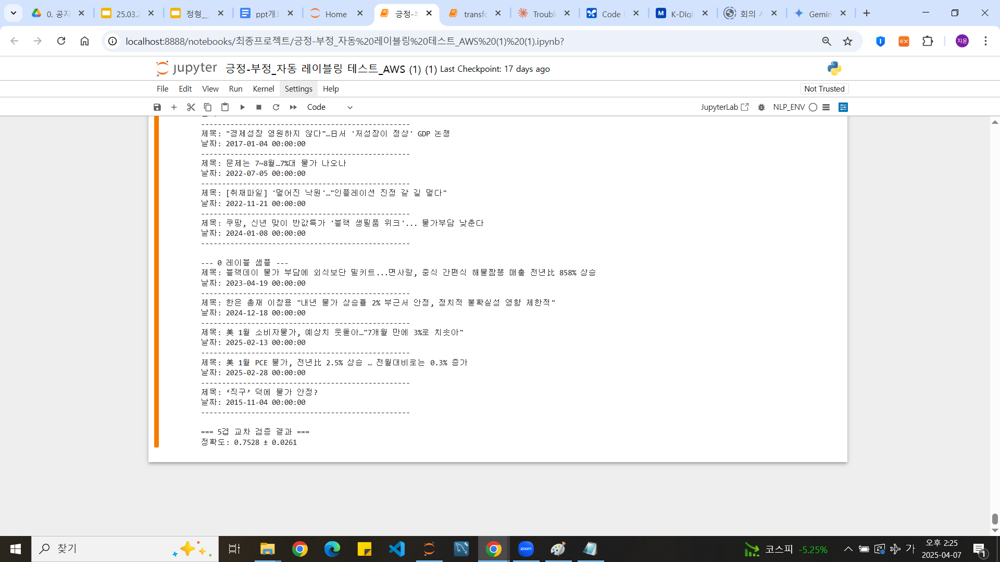 0. 공지
25.03.2
정형__
ppt개요
Home
긍정-부
transfo
Troubl
Code
K-Digi
회의
Gemin
localhost:8888/notebooks/최종프로젝트/긍정-부정_자동%20레이블링%20테스트_AWS%20(1)%20(1).ipynb?
EX
지윤
jupyter 긍정-부정_자동 레이블링 테스트_AWS (1) (1) Last Checkpoint: 17 days ago
File Edit View Run Kernel Settings Help Not Trusted
Code JupyterLab NLP_ENV
--------------------------------------------------
제목: "경제성장 영원하지 않다"…日서 '저성장이 정상' GDP 논쟁
날짜: 2017-01-04 00:00:00
--------------------------------------------------
제목: 문제는 7~8월…7%대 물가 나오나
날짜: 2022-07-05 00:00:00
--------------------------------------------------
제목: [취재파일] '멀어진 낙원'…"인플레이션 진정 갈 길 멀다"
날짜: 2022-11-21 00:00:00
--------------------------------------------------
제목: 쿠팡, 신년 맞이 반값특가 '블랙 생필품 위크'... 물가부담 낮춘다
날짜: 2024-01-08 00:00:00
--------------------------------------------------
--- 0 레이블 샘플 ---
제목: 블랙데이 물가 부담에 외식보단 밀키트...면사랑, 중식 간편식 해물짬뽕 매출 전년比 858% 상승
날짜: 2023-04-19 00:00:00
--------------------------------------------------
제목: 한은 총재 이창용 "내년 물가 상승률 2% 부근서 안정, 정치적 불확실성 영향 제한적"
날짜: 2024-12-18 00:00:00
--------------------------------------------------
제목: 美 1월 소비자물가, 예상치 웃돌아…"7개월 만에 3%로 치솟아"
날짜: 2025-02-13 00:00:00
--------------------------------------------------
제목: 美 1월 PCE 물가, 전년比 2.5% 상승 … 전월대비로는 0.3% 증가
날짜: 2025-02-28 00:00:00
--------------------------------------------------
제목: ‘직구’ 덕에 물가 안정?
날짜: 2015-11-04 00:00:00
--------------------------------------------------
=== 5겹 교차 검증 결과 ===
정확도: 0.7528 ± 0.0261
찾기
zoom
코스피 -5.25%
가
오후 2:25
2025-04-07
1